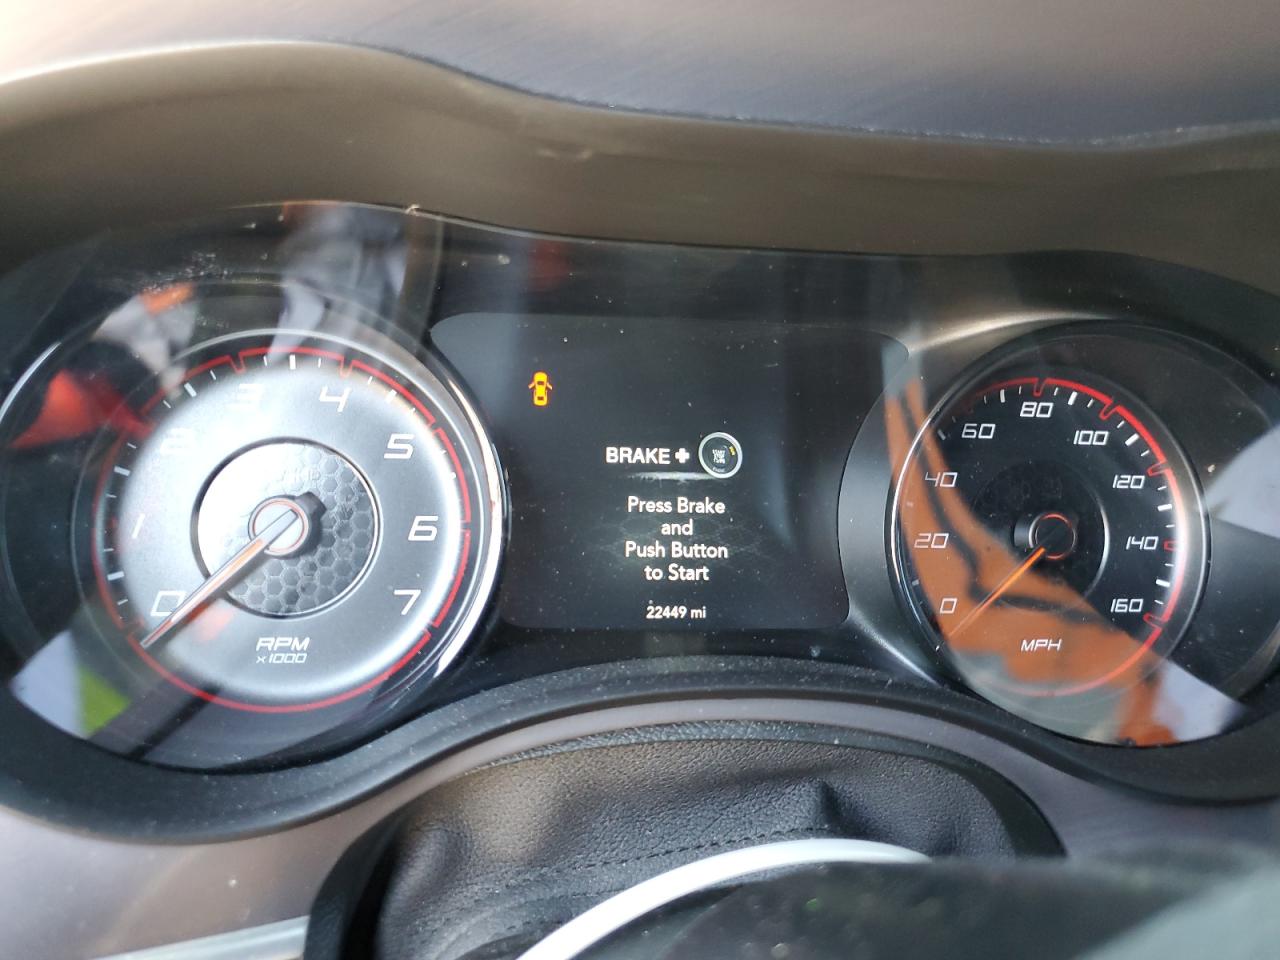 0
1
2
3
4
5
6
7
RPM
x1000
BRAKE +
Press Brake
and
Push Button
to Start
22449 mi
0
20
40
60
80
100
120
140
160
MPH